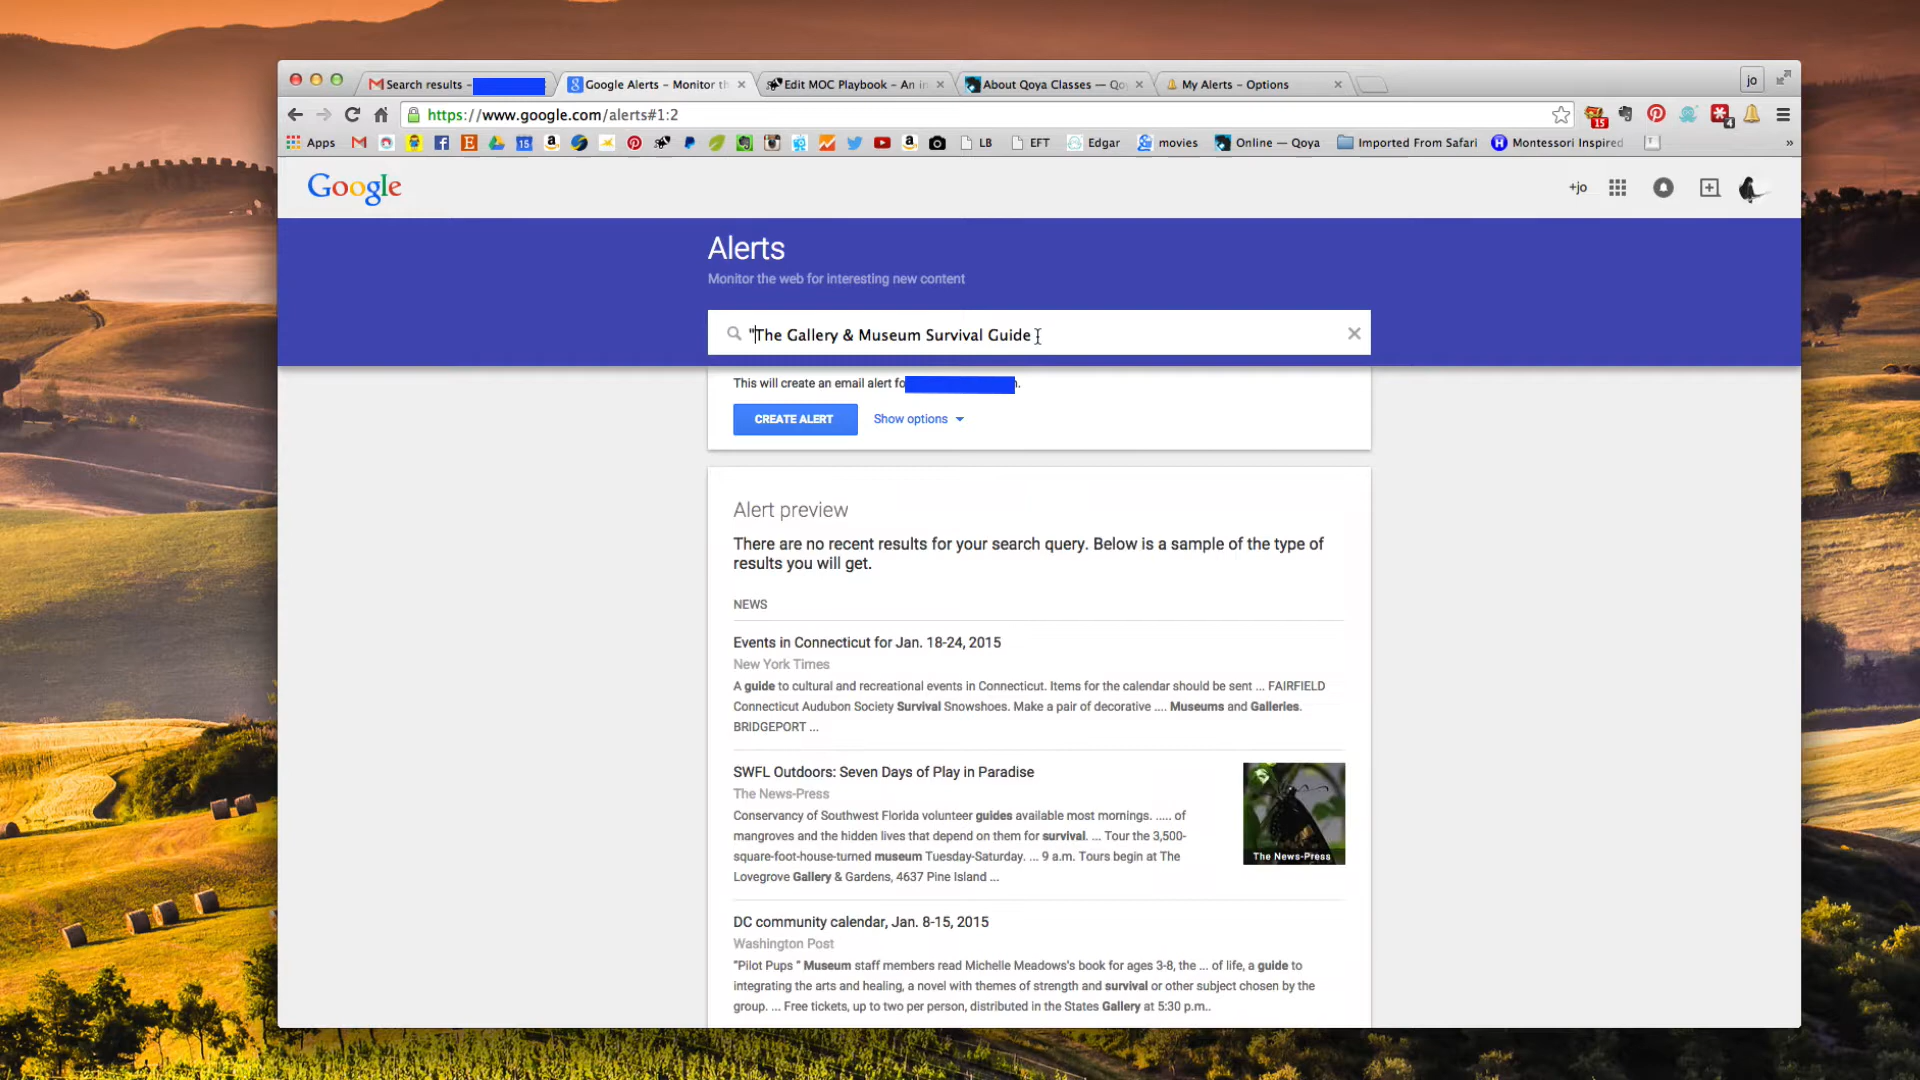 Search results -
Google Alerts - Monitor th
Edit MOC Playbook - An in
About Qoya Classes — Qo
My Alerts - Options
jo
https://www.google.com/alerts#1:2
15
4
Apps
15
LB
EFT
Edgar
movies
Online — Qoya
Imported From Safari
Montessori Inspired
»
Google
+jo
Alerts
Monitor the web for interesting new content
"The Gallery & Museum Survival Guide
This will create an email alert fo
.
CREATE ALERT
Show options
Alert preview
There are no recent results for your search query. Below is a sample of the type of
results you will get.
NEWS
Events in Connecticut for Jan. 18-24, 2015
New York Times
A guide to cultural and recreational events in Connecticut. Items for the calendar should be sent ... FAIRFIELD
Connecticut Audubon Society Survival Snowshoes. Make a pair of decorative .... Museums and Galleries.
BRIDGEPORT ...
SWFL Outdoors: Seven Days of Play in Paradise
The News-Press
Conservancy of Southwest Florida volunteer guides available most mornings. ..... of
mangroves and the hidden lives that depend on them for survival. ... Tour the 3,500-
square-foot-house-turned museum Tuesday-Saturday. ... 9 a.m. Tours begin at The
Lovegrove Gallery & Gardens, 4637 Pine Island ...
The News-Press
DC community calendar, Jan. 8-15, 2015
Washington Post
“Pilot Pups ” Museum staff members read Michelle Meadows's book for ages 3-8, the ... of life, a guide to
integrating the arts and healing, a novel with themes of strength and survival or other subject chosen by the
group. ... Free tickets, up to two per person, distributed in the States Gallery at 5:30 p.m..